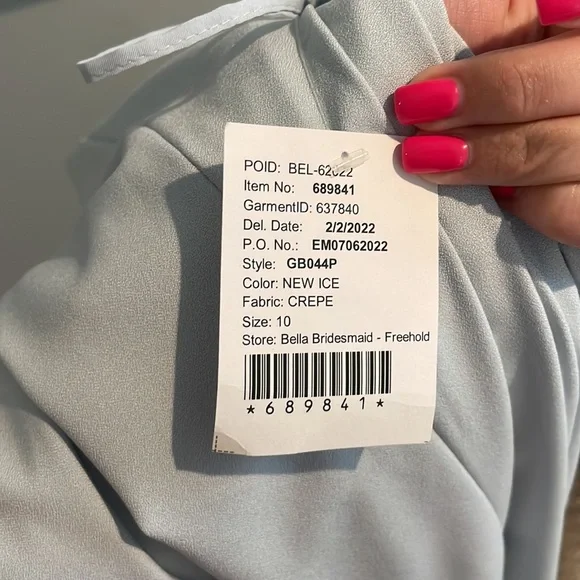 POID: BEL-62022
Item No: 689841
GarmentID: 637840
Del. Date: 2/2/2022
P.O. No.: EM07062022
Style: GB044P
Color: NEW ICE
Fabric: CREPE
Size: 10
Store: Bella Bridesmaid - Freehold
*689841*